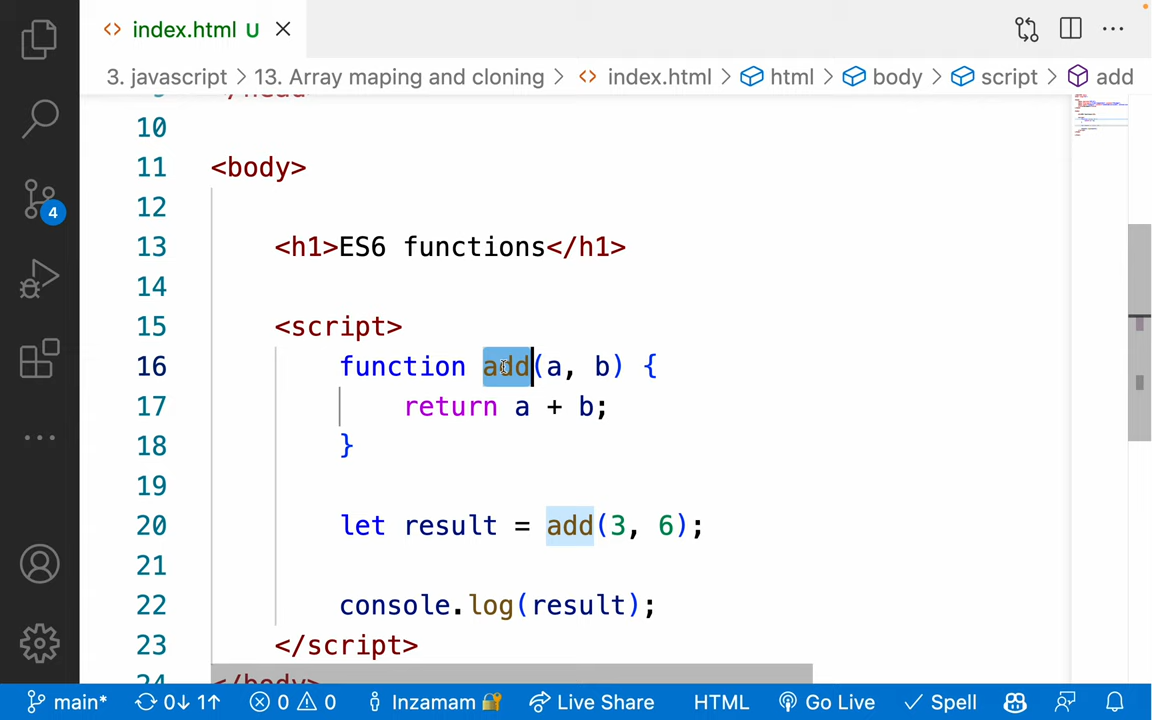 index.html U
3. javascript > 13. Array maping and cloning > index.html > html > body > script > add
10
11 <body>
12
13 <h1>ES6 functions</h1>
14
15 <script>
16 function add(a, b) {
17 return a + b;
18 }
19
20 let result = add(3, 6);
21
22 console.log(result);
23 </script>
4
main* 0↓ 1↑ 0 0 Inzamam 🔐 Live Share HTML Go Live Spell